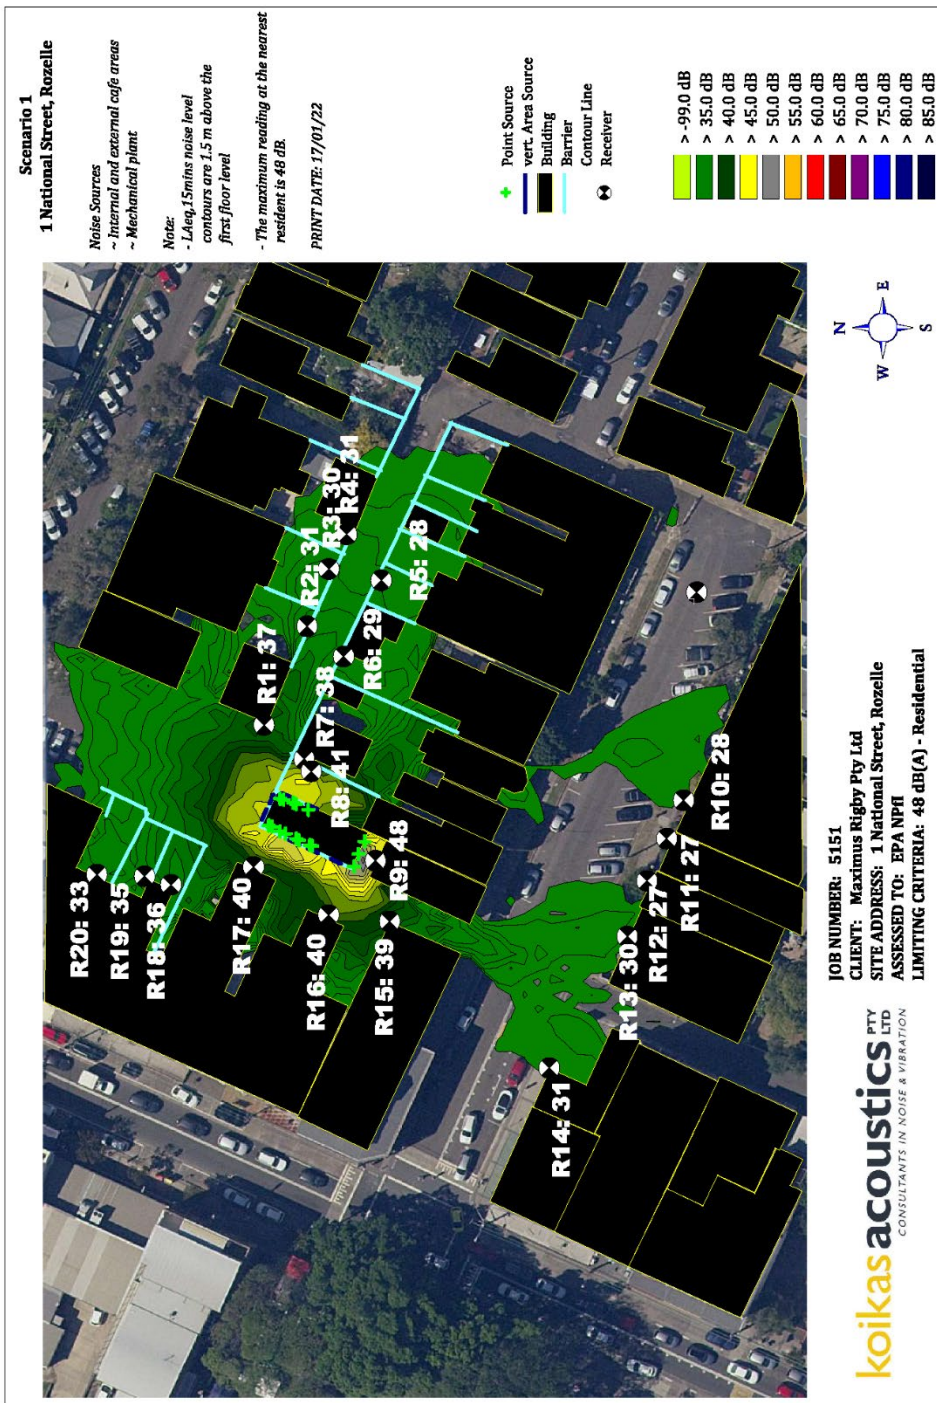 Scenario 1
1 National Street, Rozelle
Noise Sources
~ Internal and external cafe areas
~ Mechanical plant
Note:
- LAeq,15mins noise level
contours are 1.5 m above the
first floor level
- The maximum reading at the nearest
resident is 48 dB.
PRINT DATE: 17/01/22
Point Source
vert. Area Source
Building
Barrier
Contour Line
Receiver
> -99.0 dB
> 35.0 dB
> 40.0 dB
> 45.0 dB
> 50.0 dB
> 55.0 dB
> 60.0 dB
> 65.0 dB
> 70.0 dB
> 75.0 dB
> 80.0 dB
> 85.0 dB
N
W
E
S
R20: 33
R19: 35
R18: 36
R17: 40
R16: 40
R15: 39
R14: 31
R13: 302
R12: 27
R11: 27
R10: 28
R9: 48
R8: 41
R7: 38
R6: 29
R5: 28
R4: 31
R3: 30
R2: 31
R1: 37
koikas acoustics PTY LTD
CONSULTANTS IN NOISE & VIBRATION
JOB NUMBER: 5151
CLIENT: Maximus Rigby Pty Ltd
SITE ADDRESS: 1 National Street, Rozelle
ASSESSED TO: EPA NPfI
LIMITING CRITERIA: 48 dB(A) - Residential